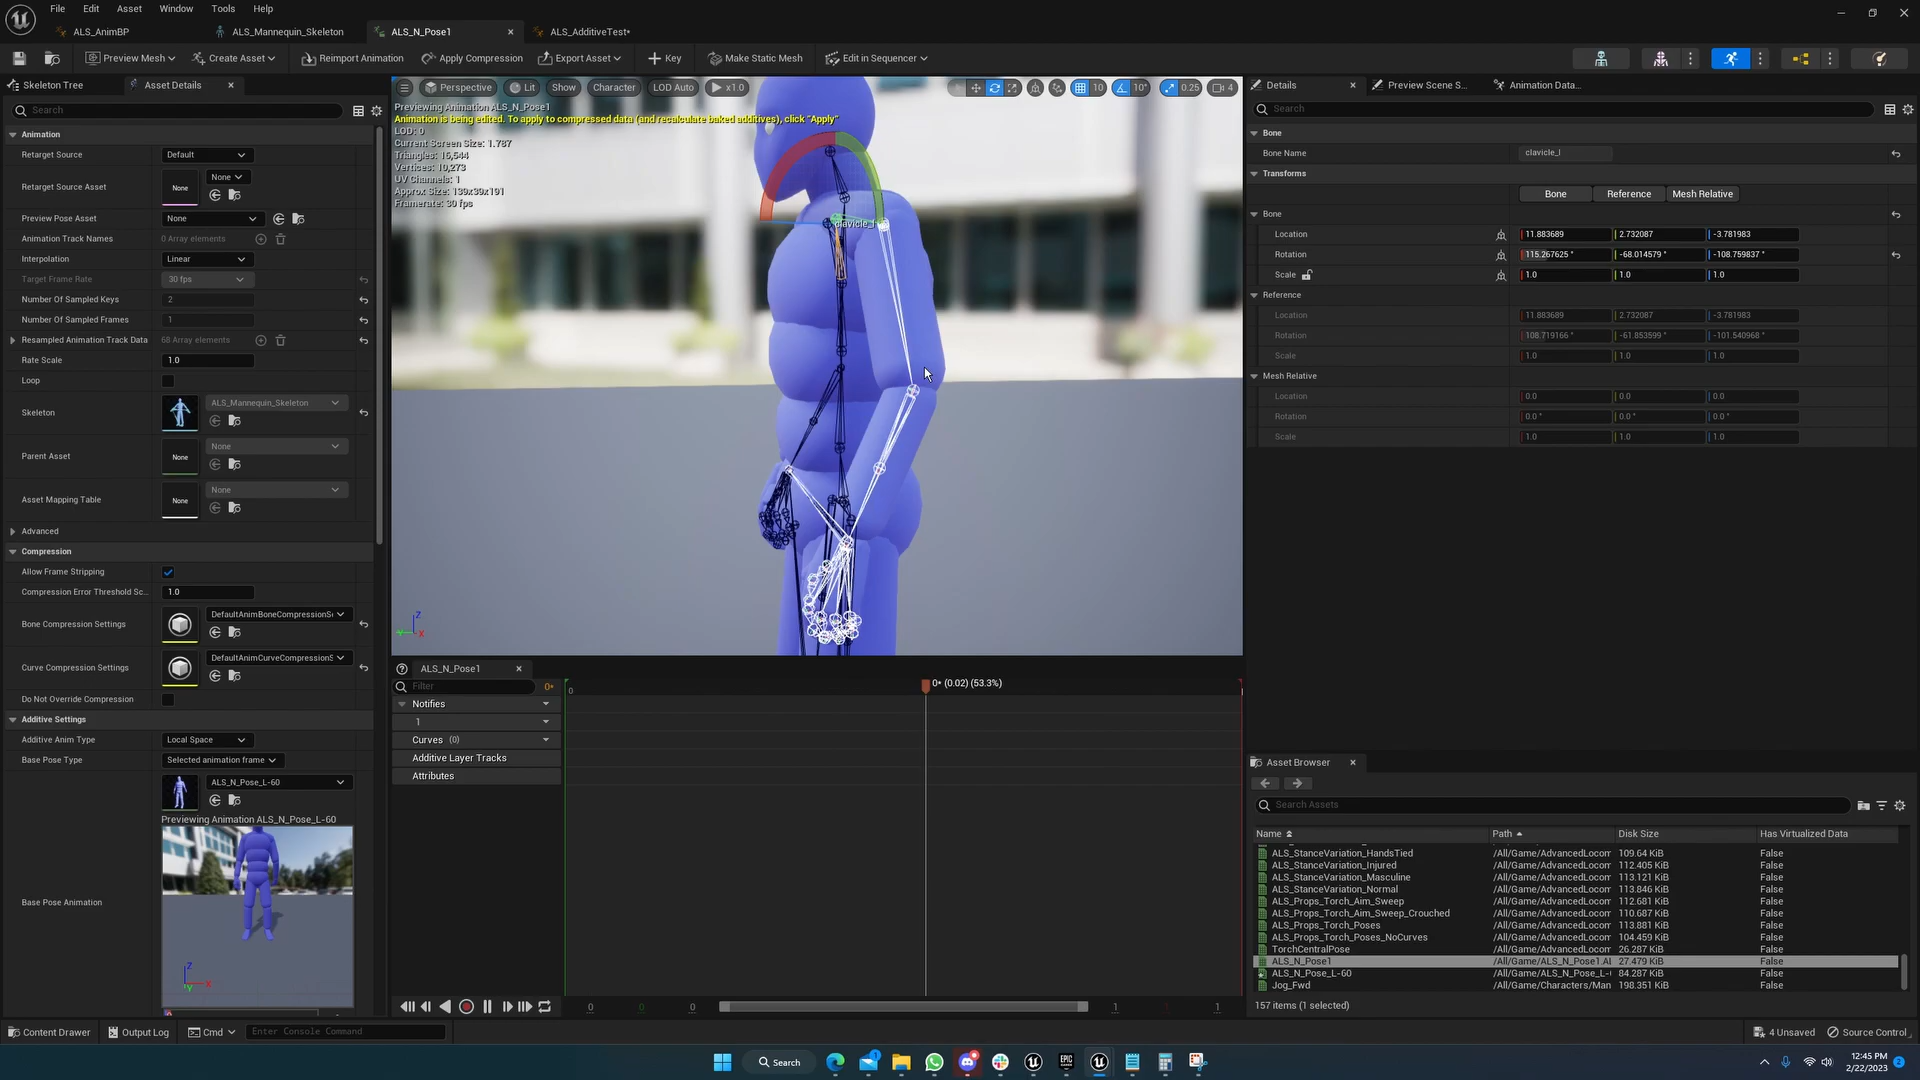 File Edit Asset Window Tools Help
ALS_AnimBP ALS_Mannequin_Skeleton ALS_N_Pose1 ALS_AdditiveTest*
Preview Mesh Create Asset Reimport Animation Apply Compression Export Asset Key Make Static Mesh Edit in Sequencer
Skeleton Tree Asset Details
Search
Animation
Retarget Source Default
Retarget Source Asset None None
Preview Pose Asset None
Animation Track Names 0 Array elements
Interpolation Linear
Target Frame Rate 30 fps
Number Of Sampled Keys 2
Number Of Sampled Frames 1
Resampled Animation Track Data 68 Array elements
Rate Scale 1.0
Loop
Skeleton ALS_Mannequin_Skeleton
Parent Asset None None
Asset Mapping Table None None
Advanced
Compression
Allow Frame Stripping
Compression Error Threshold Sc... 1.0
Bone Compression Settings DefaultAnimBoneCompressionSe
Curve Compression Settings DefaultAnimCurveCompressionS
Do Not Override Compression
Additive Settings
Additive Anim Type Local Space
Base Pose Type Selected animation frame
ALS_N_Pose_L-60
Previewing Animation ALS_N_Pose_L-60
Base Pose Animation
Z
X
Perspective Lit Show Character LOD Auto x1.0 10 10° 0.25 4
Previewing Animation ALS_N_Pose1
Animation is being edited. To apply to compressed data (and recalculate baked additives), click "Apply"
LOD: 0
Current Screen Size: 1.787
Triangles: 16,544
Vertices: 10,273
UV Channels: 1
Approx Size: 139x39x191
Framerate: 30 fps
clavicle_l
Z
Y X
ALS_N_Pose1
Filter 0+ 0 0* (0.02) (53.3%)
Notifies
1
Curves (0)
Additive Layer Tracks
Attributes
0 0 0 1 1 1
Details Preview Scene S... Animation Data...
Search
Bone
Bone Name clavicle_l
Transforms
Bone Reference Mesh Relative
Bone
Location 11.883689 2.732087 -3.781983
Rotation 115.267625 ° -68.014579 ° -108.759837 °
Scale 1.0 1.0 1.0
Reference
Location 11.883689 2.732087 -3.781983
Rotation 108.719166 ° -61.853599 ° -101.540968 °
Scale 1.0 1.0 1.0
Mesh Relative
Location 0.0 0.0 0.0
Rotation 0.0 ° 0.0 ° 0.0 °
Scale 1.0 1.0 1.0
Asset Browser
Search Assets
Name Path Disk Size Has Virtualized Data
ALS_StanceVariation_HandsTied /All/Game/AdvancedLocom 109.64 KiB False
ALS_StanceVariation_Injured /All/Game/AdvancedLocom 112.405 KiB False
ALS_StanceVariation_Masculine /All/Game/AdvancedLocom 113.121 KiB False
ALS_StanceVariation_Normal /All/Game/AdvancedLocom 113.846 KiB False
ALS_Props_Torch_Aim_Sweep /All/Game/AdvancedLocom 112.681 KiB False
ALS_Props_Torch_Aim_Sweep_Crouched /All/Game/AdvancedLocom 110.687 KiB False
ALS_Props_Torch_Poses /All/Game/AdvancedLocom 113.881 KiB False
ALS_Props_Torch_Poses_NoCurves /All/Game/AdvancedLocom 104.459 KiB False
TorchCentralPose /All/Game/AdvancedLocom 26.287 KiB False
ALS_N_Pose1 /All/Game/ALS_N_Pose1.AL 27.479 KiB False
ALS_N_Pose_L-60 /All/Game/ALS_N_Pose_L-( 84.287 KiB False
Jog_Fwd /All/Game/Characters/Man 198.351 KiB False
157 items (1 selected)
Content Drawer Output Log Cmd Enter Console Command 4 Unsaved Source Control
Search
12:45 PM
2/22/2023